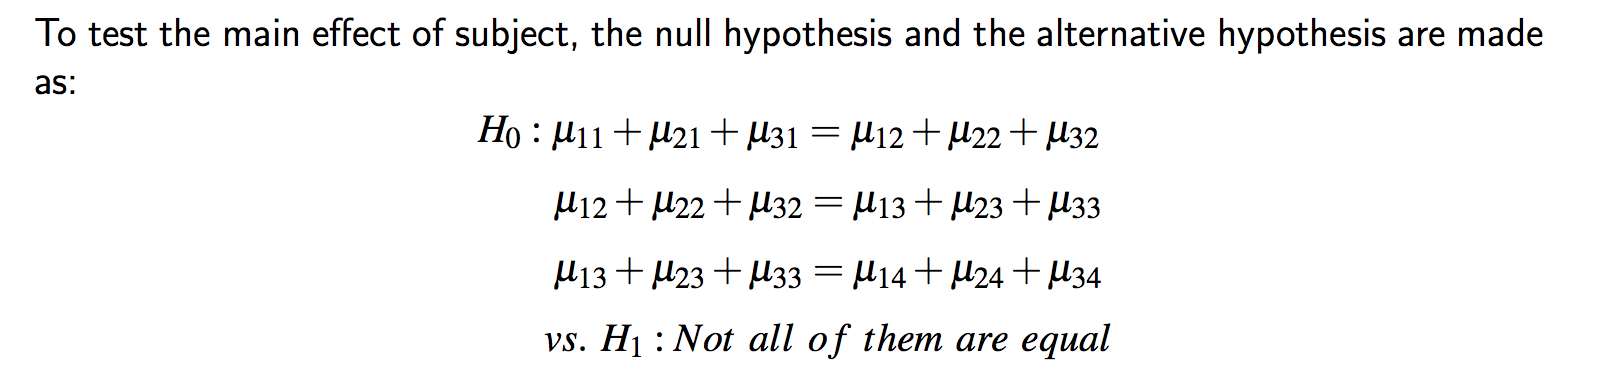 To test the main effect of subject, the null hypothesis and the alternative hypothesis are made
as:
H₀ : μ₁₁ + μ₂₁ + μ₃₁ = μ₁₂ + μ₂₂ + μ₃₂
μ₁₂ + μ₂₂ + μ₃₂ = μ₁₃ + μ₂₃ + μ₃₃
μ₁₃ + μ₂₃ + μ₃₃ = μ₁₄ + μ₂₄ + μ₃₄
vs. H₁ : Not all of them are equal